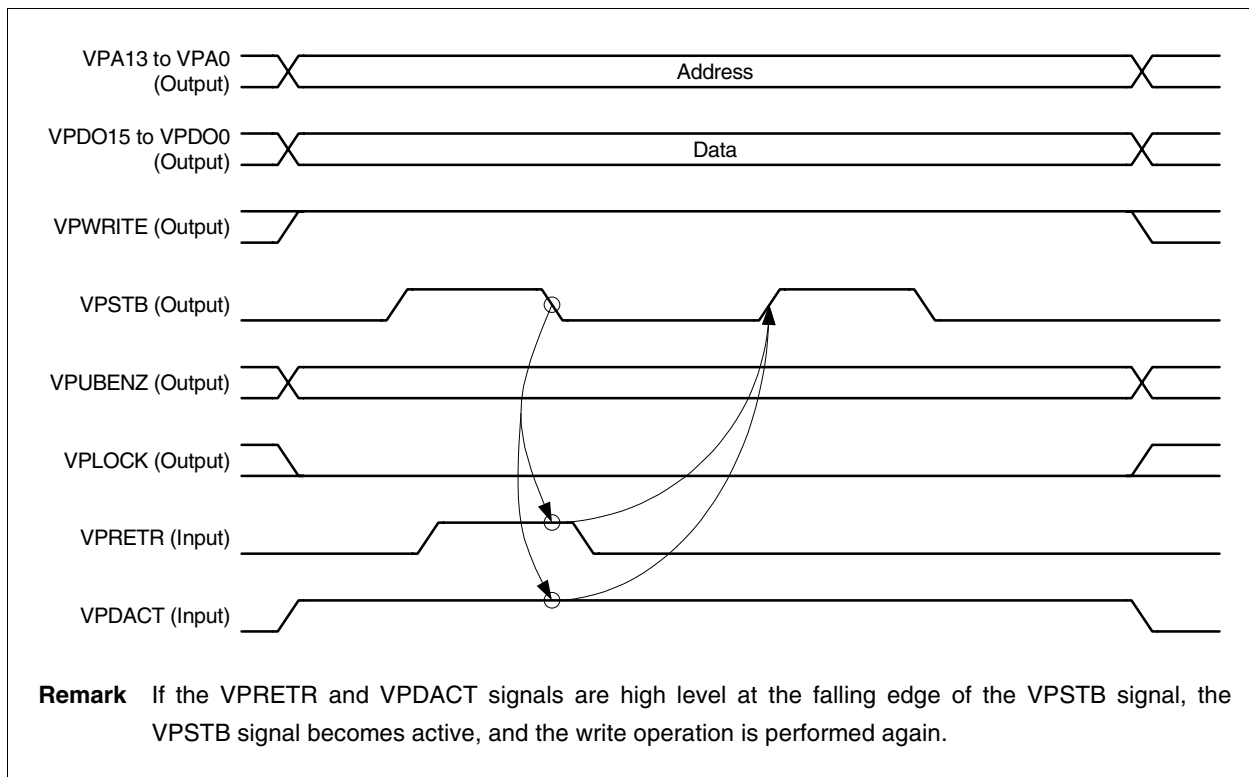 VPA13 to VPA0
(Output)
Address
VPDO15 to VPDO0
(Output)
Data
VPWRITE (Output)
VPSTB (Output)
VPUBENZ (Output)
VPLOCK (Output)
VPRETR (Input)
VPDACT (Input)
Remark If the VPRETR and VPDACT signals are high level at the falling edge of the VPSTB signal, the
VPSTB signal becomes active, and the write operation is performed again.